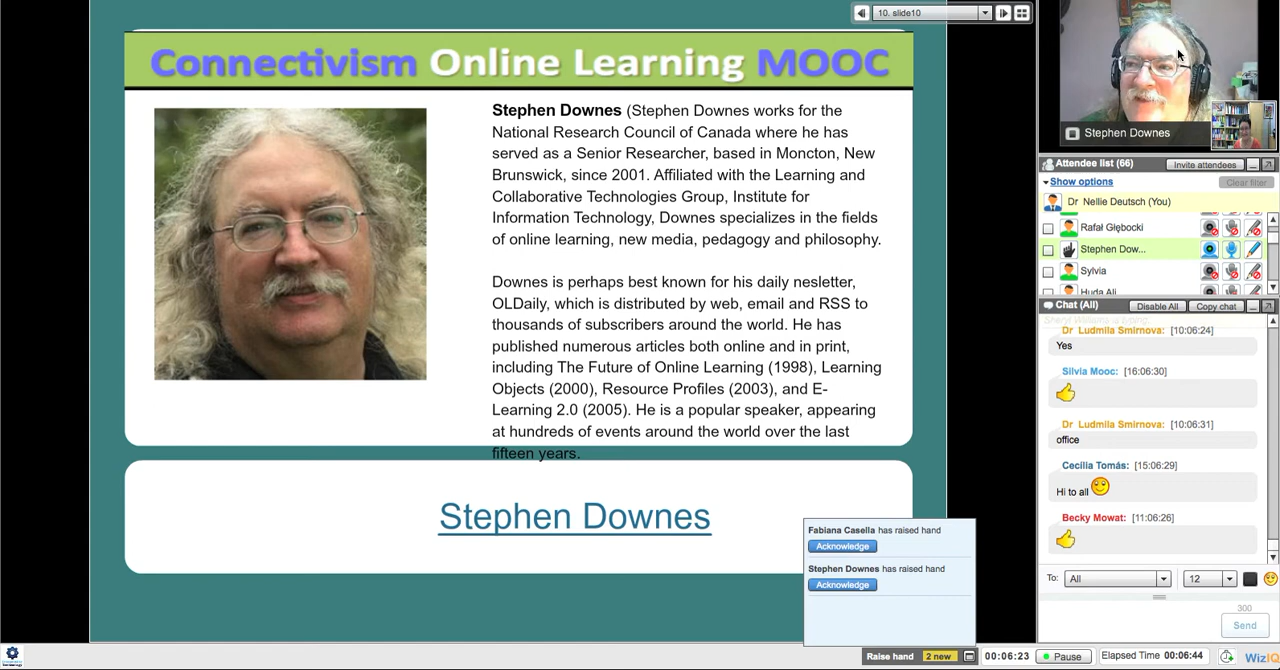 10. slide10
Connectivism Online Learning MOOC
Stephen Downes (Stephen Downes works for the
National Research Council of Canada where he has
served as a Senior Researcher, based in Moncton, New
Brunswick, since 2001. Affiliated with the Learning and
Collaborative Technologies Group, Institute for
Information Technology, Downes specializes in the fields
of online learning, new media, pedagogy and philosophy.
Downes is perhaps best known for his daily nesletter,
OLDaily, which is distributed by web, email and RSS to
thousands of subscribers around the world. He has
published numerous articles both online and in print,
including The Future of Online Learning (1998), Learning
Objects (2000), Resource Profiles (2003), and E-
Learning 2.0 (2005). He is a popular speaker, appearing
at hundreds of events around the world over the last
fifteen years.
Stephen Downes
Fabiana Casella has raised hand
Acknowledge
Stephen Downes has raised hand
Acknowledge
Stephen Downes
Attendee list (66)
Invite attendees
Show options
Clear filter
Dr Nellie Deutsch (You)
Rafał Głębocki
Stephen Dow...
Sylvia
Huda Ali
Chat (All)
Disable All
Copy chat
Dr Ludmila Smirnova: [10:06:24]
Yes
Silvia Mooc: [16:06:30]
Dr Ludmila Smirnova: [10:06:31]
office
Cecilia Tomás: [15:06:29]
Hi to all
Becky Mowat: [11:06:26]
To: All 12
300
Send
Raise hand 2 new 00:06:23 Pause Elapsed Time 00:06:44 WizIQ